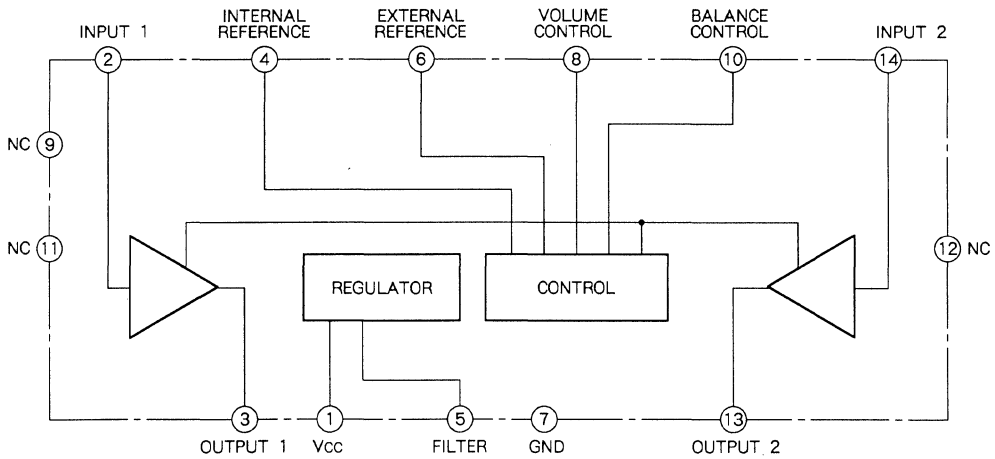 INPUT 1
INTERNAL
REFERENCE
EXTERNAL
REFERENCE
VOLUME
CONTROL
BALANCE
CONTROL
INPUT 2
2
4
6
8
10
14
NC 9
NC 11
12 NC
REGULATOR
CONTROL
3
1
5
7
13
OUTPUT 1
Vcc
FILTER
GND
OUTPUT 2